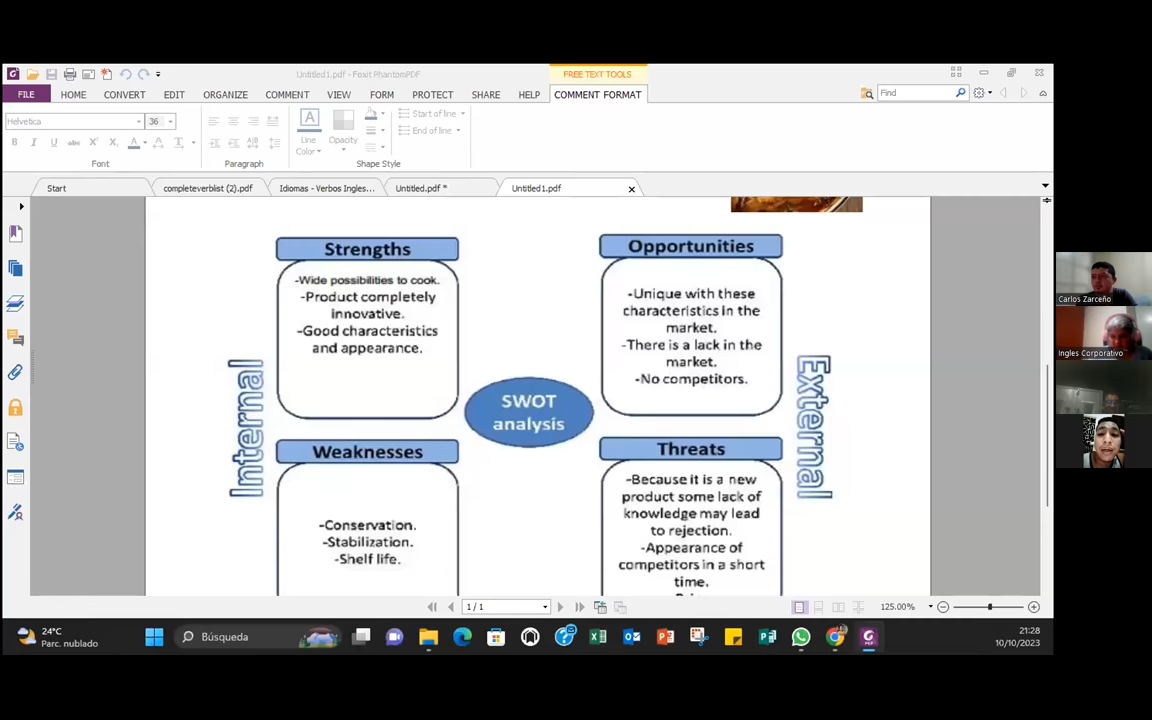 Untitled1.pdf - Foxit PhantomPDF
FREE TEXT TOOLS
FILE
HOME
CONVERT
EDIT
ORGANIZE
COMMENT
VIEW
FORM
PROTECT
SHARE
HELP
COMMENT FORMAT
Find
Helvetica
36
Line
Color
Opacity
Start of line
End of line
Font
Paragraph
Shape Style
Start
completeverblist (2).pdf
Idiomas - Verbos Ingles...
Untitled.pdf *
Untitled1.pdf
Strengths
-Wide possibilities to cook.
-Product completely
innovative.
-Good characteristics
and appearance.
Opportunities
-Unique with these
characteristics in the
market.
-There is a lack in the
market.
-No competitors.
Internal
SWOT
analysis
External
Weaknesses
-Conservation.
-Stabilization.
-Shelf life.
Threats
-Because it is a new
product some lack of
knowledge may lead
to rejection.
-Appearance of
competitors in a short
time.
Carlos Zarceño
Ingles Corporativo
1 / 1
125.00%
24°C
Parc. nublado
Búsqueda
21:28
10/10/2023